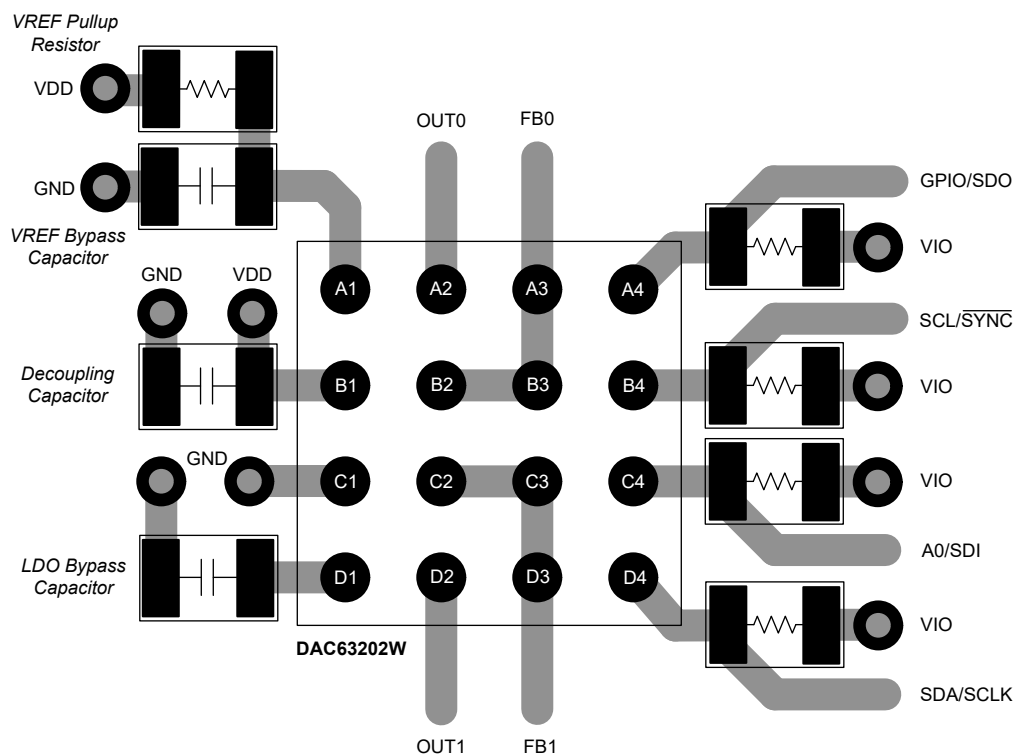 VREF Pullup
Resistor
VDD
OUT0
FB0
GND
GPIO/SDO
VREF Bypass
Capacitor
VIO
GND
VDD
A1
A2
A3
A4
SCL/SYNC
Decoupling
Capacitor
B1
B2
B3
B4
VIO
GND
C1
C2
C3
C4
VIO
A0/SDI
LDO Bypass
Capacitor
D1
D2
D3
D4
VIO
DAC63202W
SDA/SCLK
OUT1
FB1